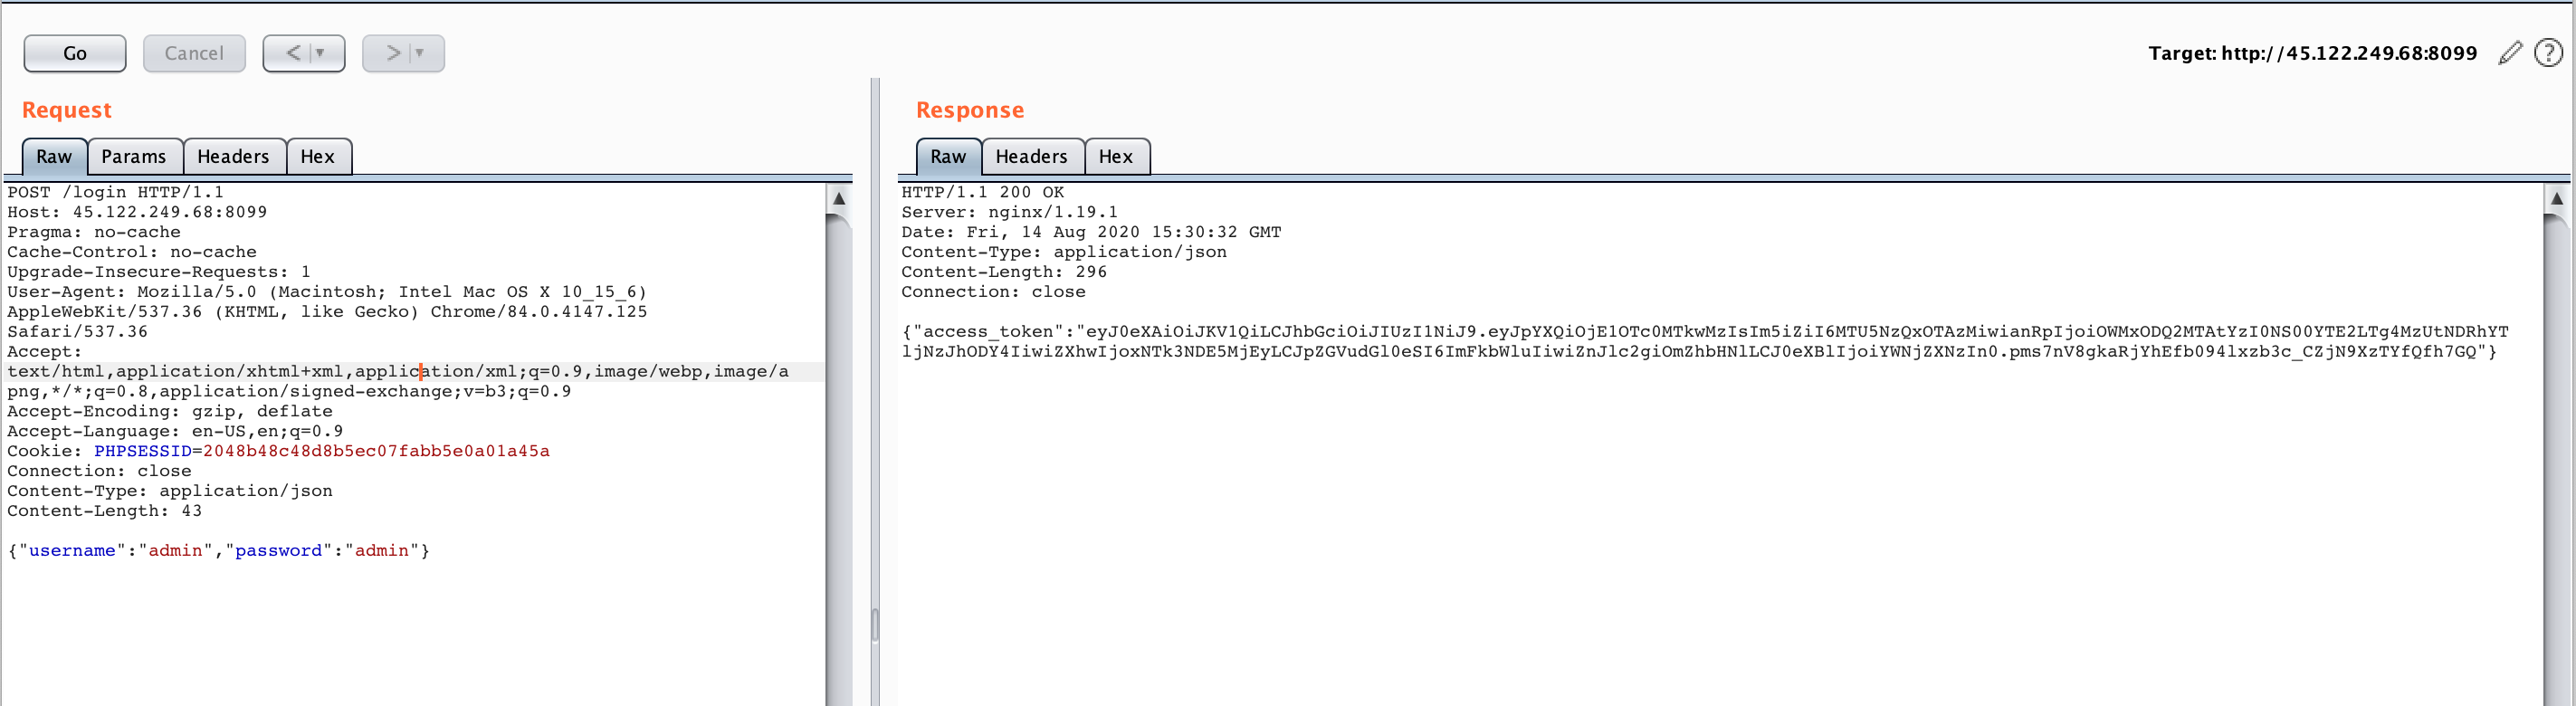 Go Cancel < > Target: http://45.122.249.68:8099 ?
Request
Raw Params Headers Hex
POST /login HTTP/1.1
Host: 45.122.249.68:8099
Pragma: no-cache
Cache-Control: no-cache
Upgrade-Insecure-Requests: 1
User-Agent: Mozilla/5.0 (Macintosh; Intel Mac OS X 10_15_6)
AppleWebKit/537.36 (KHTML, like Gecko) Chrome/84.0.4147.125
Safari/537.36
Accept:
text/html,application/xhtml+xml,application/xml;q=0.9,image/webp,image/a
png,*/*;q=0.8,application/signed-exchange;v=b3;q=0.9
Accept-Encoding: gzip, deflate
Accept-Language: en-US,en;q=0.9
Cookie: PHPSESSID=2048b48c48d8b5ec07fabb5e0a01a45a
Connection: close
Content-Type: application/json
Content-Length: 43
{"username":"admin","password":"admin"}
Response
Raw Headers Hex
HTTP/1.1 200 OK
Server: nginx/1.19.1
Date: Fri, 14 Aug 2020 15:30:32 GMT
Content-Type: application/json
Content-Length: 296
Connection: close
{"access_token":"eyJ0eXAiOiJKV1QiLCJhbGciOiJIUzI1NiJ9.eyJpYXQiOjE1OTc0MTkwMzIsIm5iZiI6MTU5NzQxOTAzMiwianRpIjoiOWMxODQ2MTAtYzI0NS00YTE2LTg4MzUtNDRhYT
ljNzJhODY4IiwiZXhwIjoxNTk3NDE5MjEyLCJpZGVudGl0eSI6ImFkbWluIiwiZnJlc2giOmZhbHNlLCJ0eXBlIjoiYWNjZXNzIn0.pms7nV8gkaRjYhEfb094lxzb3c_CZjN9XzTYfQfh7GQ"}